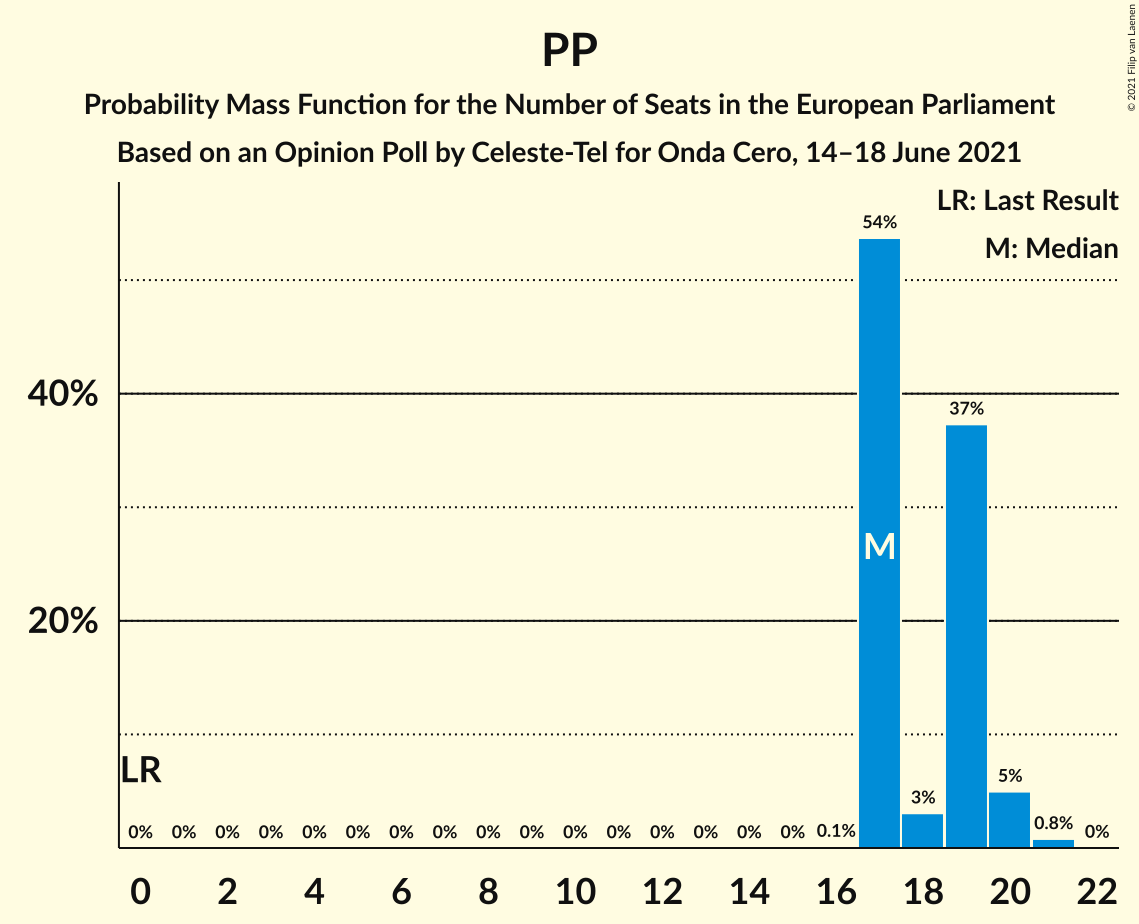 PP
Probability Mass Function for the Number of Seats in the European Parliament
Based on an Opinion Poll by Celeste-Tel for Onda Cero, 14–18 June 2021
© 2021 Filip van Laenen
LR: Last Result
M: Median
54%
40%
37%
M
20%
LR
5%
3%
0% 0% 0% 0% 0% 0% 0% 0% 0% 0% 0% 0% 0% 0% 0% 0% 0.1% 0.8% 0%
0 2 4 6 8 10 12 14 16 18 20 22